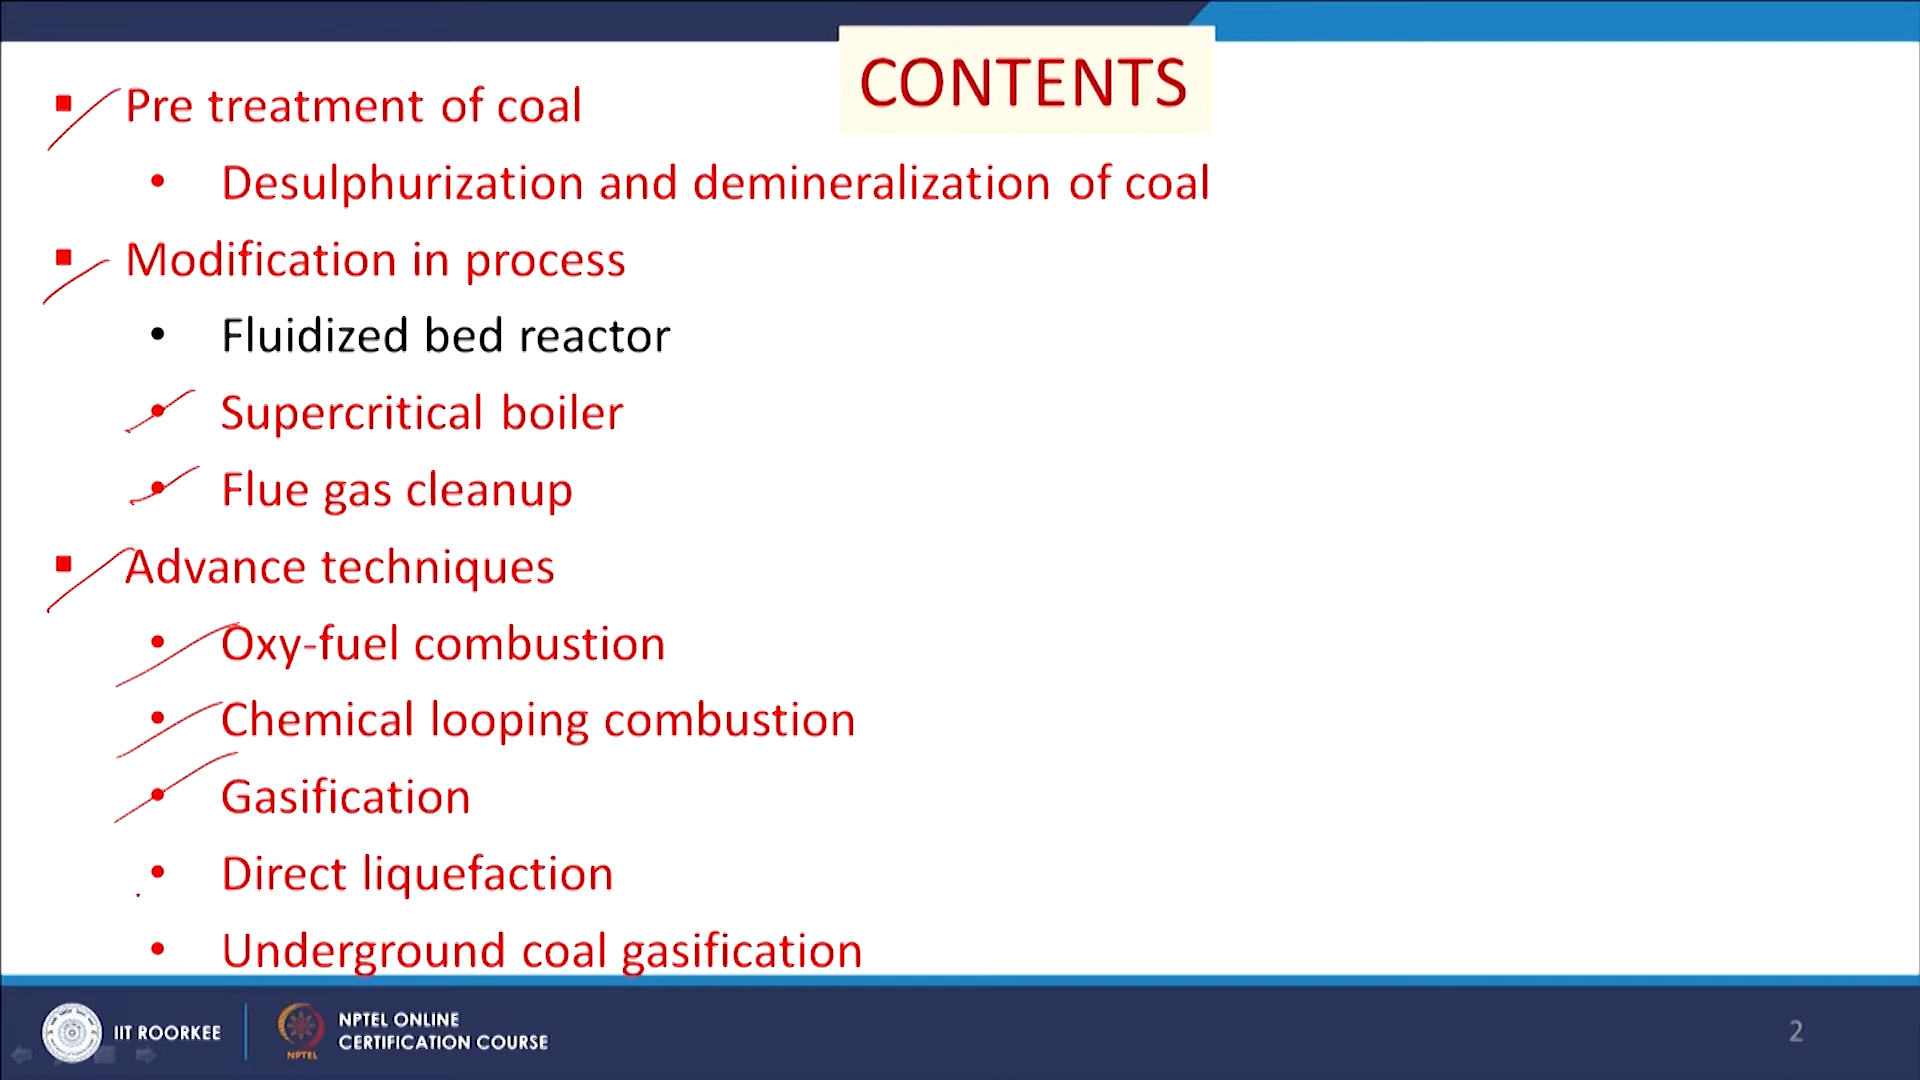 CONTENTS
▪ Pre treatment of coal
• Desulphurization and demineralization of coal
▪ Modification in process
• Fluidized bed reactor
• Supercritical boiler
• Flue gas cleanup
▪ Advance techniques
• Oxy-fuel combustion
• Chemical looping combustion
• Gasification
• Direct liquefaction
• Underground coal gasification
IIT ROORKEE
NPTEL
NPTEL ONLINE
CERTIFICATION COURSE
2